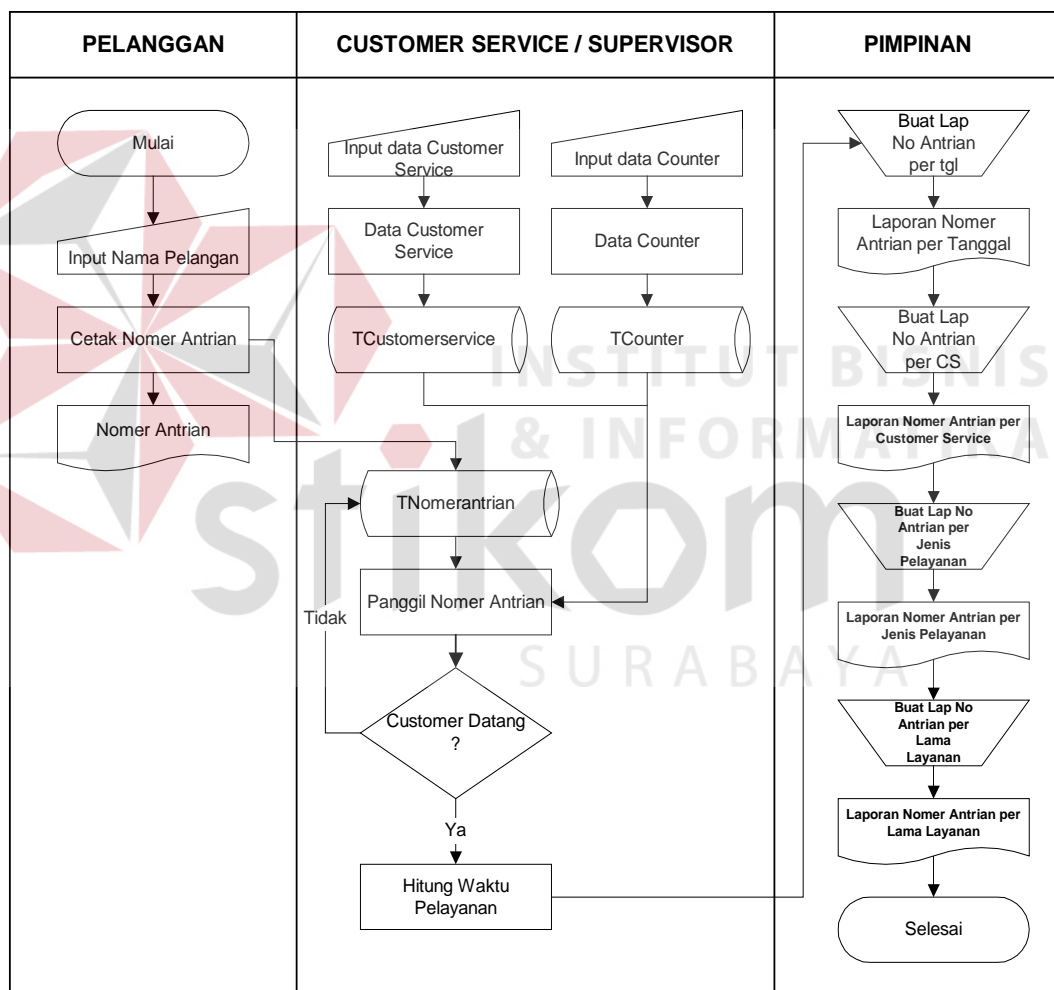 PELANGGAN
CUSTOMER SERVICE / SUPERVISOR
PIMPINAN
Mulai
Input Nama Pelangan
Cetak Nomer Antrian
Nomer Antrian
Input data Customer
Service
Input data Counter
Data Customer
Service
Data Counter
TCustomerservice
TCounter
TNomerantrian
Panggil Nomer Antrian
Tidak
Customer Datang
?
Ya
Hitung Waktu
Pelayanan
Buat Lap
No Antrian
per tgl
Laporan Nomer
Antrian per Tanggal
Buat Lap
No Antrian
per CS
Laporan Nomer Antrian per
Customer Service
Buat Lap No
Antrian per
Jenis
Pelayanan
Laporan Nomer Antrian per
Jenis Pelayanan
Buat Lap No
Antrian per
Lama
Layanan
Laporan Nomer Antrian per
Lama Layanan
Selesai
INSTITUT BISNIS
& INFORMATIKA
stikom
SURABAYA